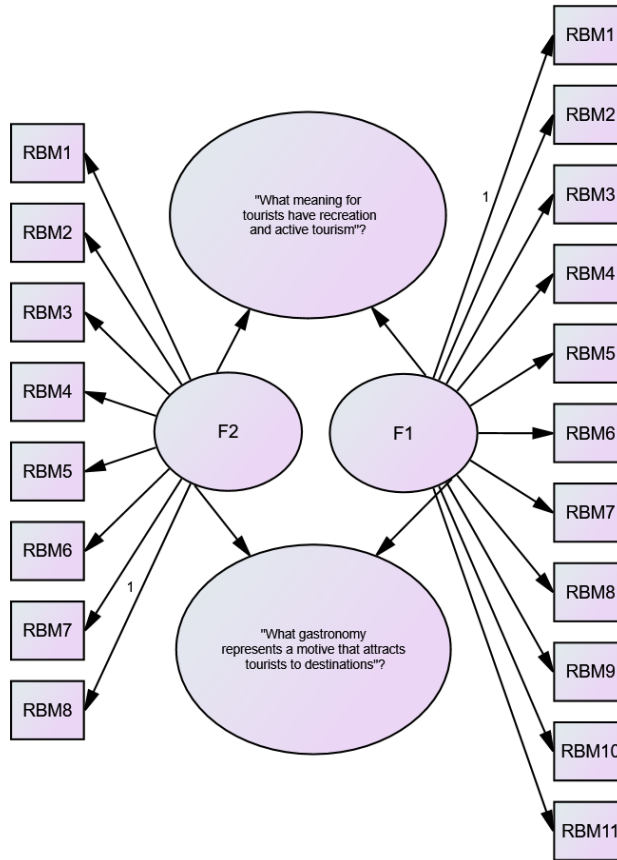 RBM1
RBM2
RBM3
RBM4
RBM5
RBM6
RBM7
RBM8
1
"What meaning for
tourists have recreation
and active tourism"?
F2
F1
"What gastronomy
represents a motive that attracts
tourists to destinations"?
1
RBM1
RBM2
RBM3
RBM4
RBM5
RBM6
RBM7
RBM8
RBM9
RBM10
RBM11